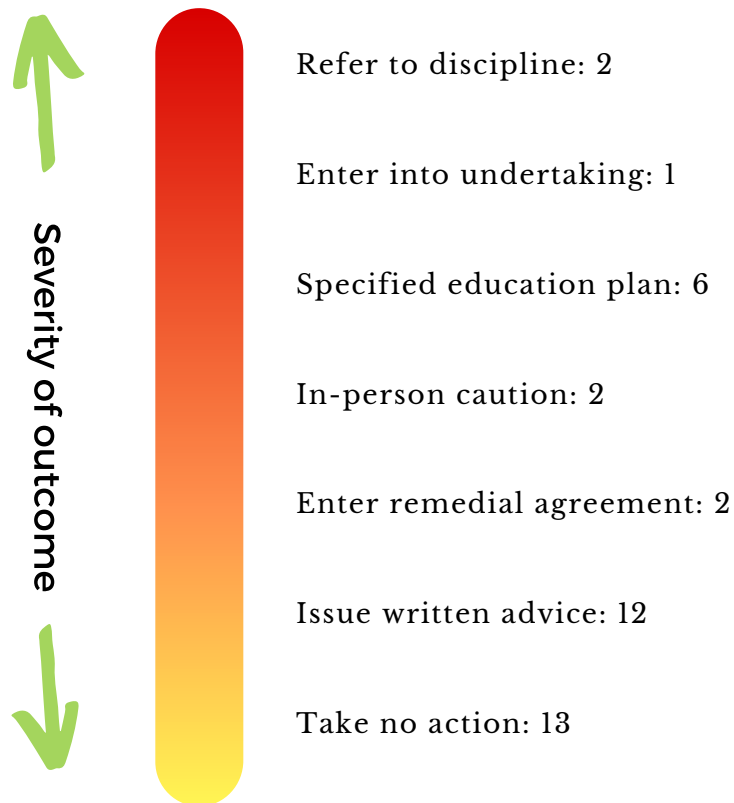 Severity of outcome
Refer to discipline: 2
Enter into undertaking: 1
Specified education plan: 6
In-person caution: 2
Enter remedial agreement: 2
Issue written advice: 12
Take no action: 13